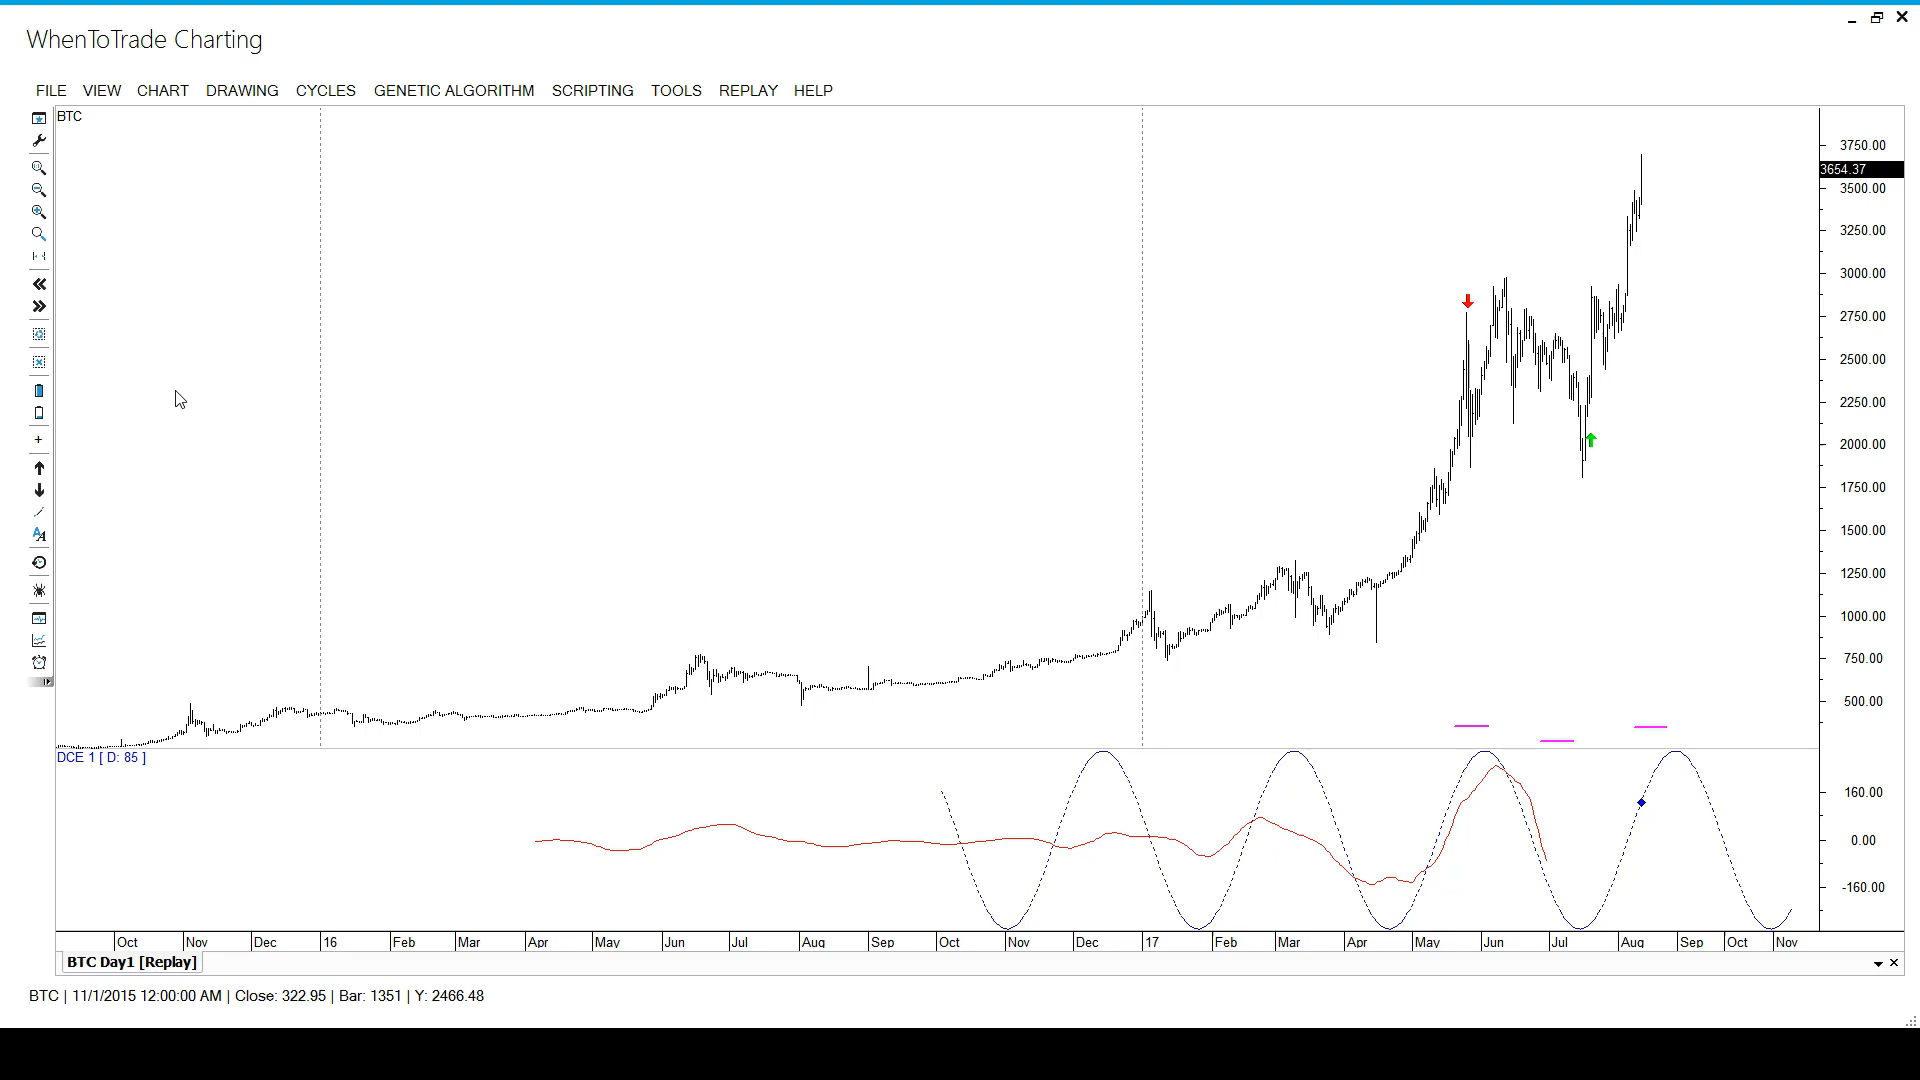 WhenToTrade Charting
FILE VIEW CHART DRAWING CYCLES GENETIC ALGORITHM SCRIPTING TOOLS REPLAY HELP
BTC
3750.00
3654.37
3500.00
3250.00
3000.00
2750.00
2500.00
2250.00
2000.00
1750.00
1500.00
1250.00
1000.00
750.00
500.00
DCE 1 [ D: 85 ]
160.00
0.00
-160.00
Oct Nov Dec 16 Feb Mar Apr May Jun Jul Aug Sep Oct Nov Dec 17 Feb Mar Apr May Jun Jul Aug Sep Oct Nov
BTC Day1 [Replay]
BTC | 11/1/2015 12:00:00 AM | Close: 322.95 | Bar: 1351 | Y: 2466.48